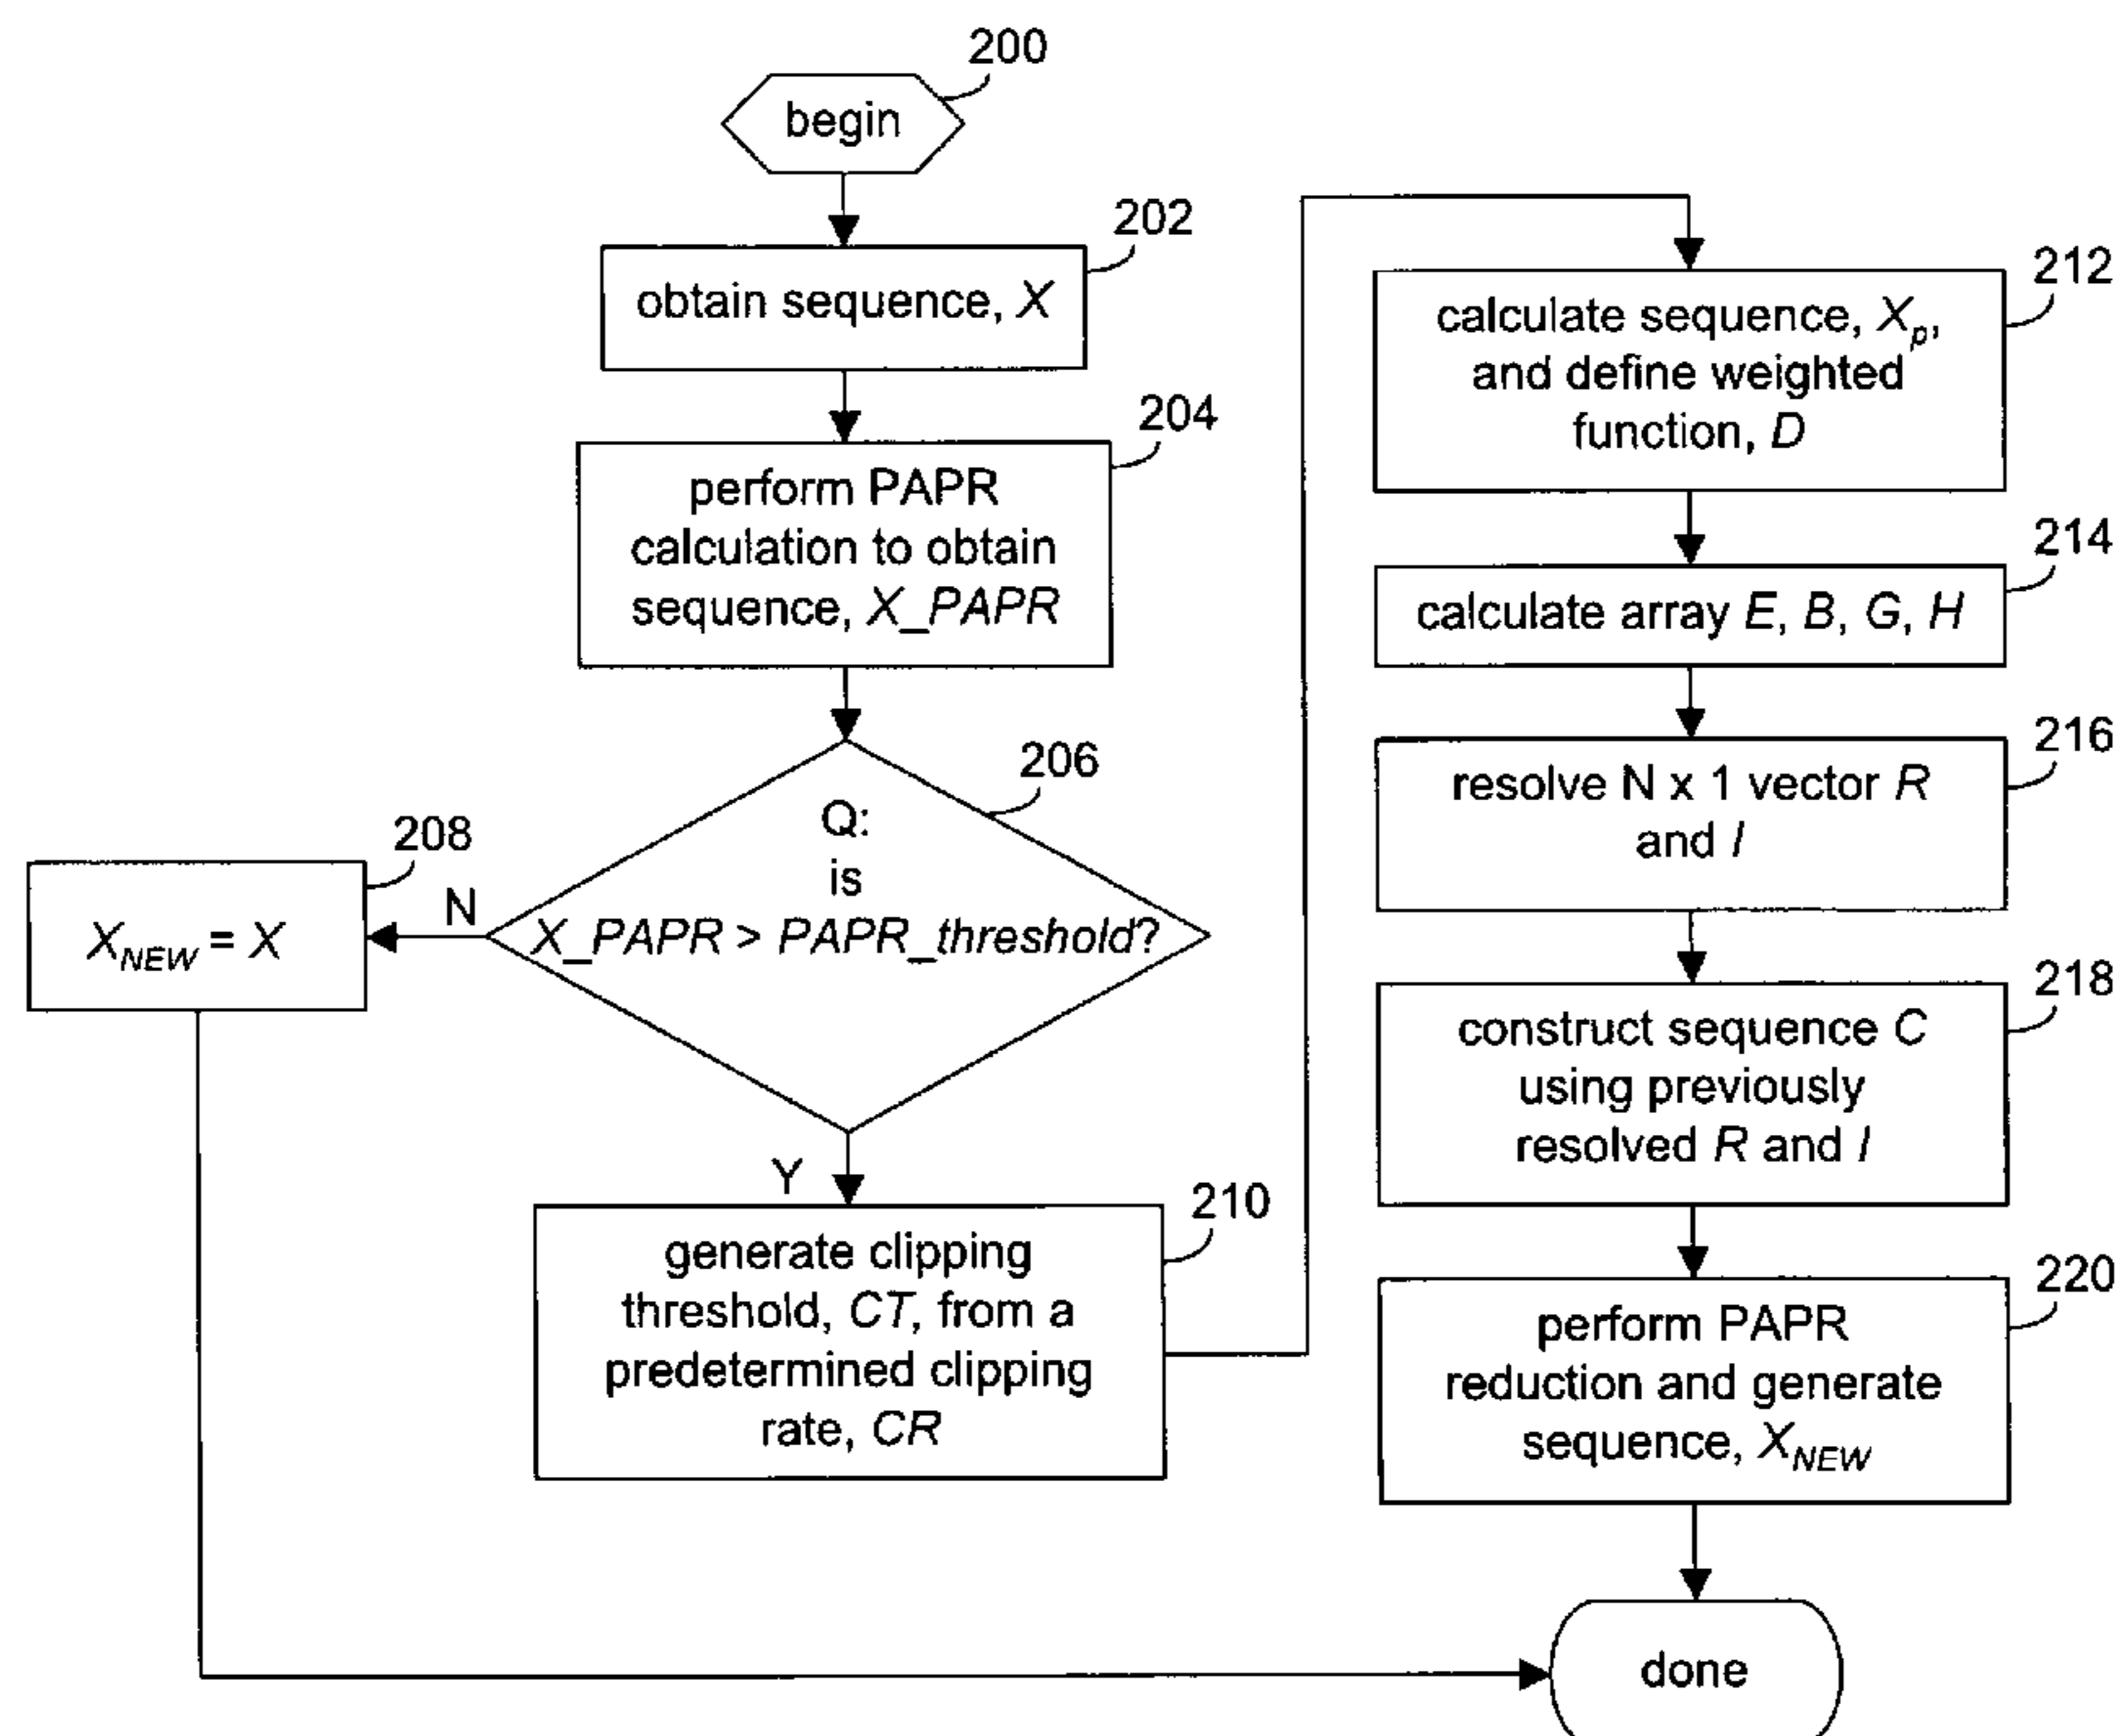 200
begin
202
obtain sequence, X
204
perform PAPR
calculation to obtain
sequence, X_PAPR
206
Q:
is
X_PAPR > PAPR_threshold?
N
208
X_NEW = X
Y
210
generate clipping
threshold, CT, from a
predetermined clipping
rate, CR
212
calculate sequence, X_p,
and define weighted
function, D
214
calculate array E, B, G, H
216
resolve N x 1 vector R
and I
218
construct sequence C
using previously
resolved R and I
220
perform PAPR
reduction and generate
sequence, X_NEW
done